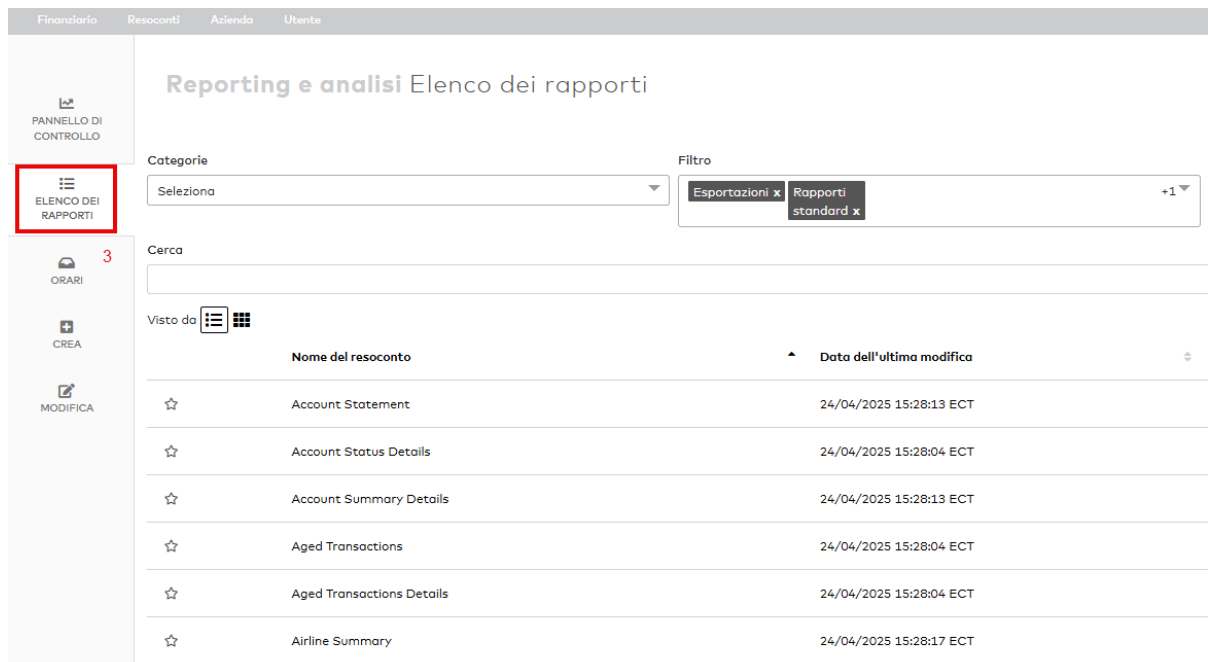 Finanziario Resoconti Azienda Utente
Reporting e analisi Elenco dei rapporti
PANNELLO DI
CONTROLLO
ELENCO DEI
RAPPORTI
3
ORARI
CREA
MODIFICA
Categorie
Seleziona
Filtro
Esportazioni x
Rapporti
standard x
+1
Cerca
Visto da
Nome del resoconto Data dell'ultima modifica
Account Statement 24/04/2025 15:28:13 ECT
Account Status Details 24/04/2025 15:28:04 ECT
Account Summary Details 24/04/2025 15:28:13 ECT
Aged Transactions 24/04/2025 15:28:04 ECT
Aged Transactions Details 24/04/2025 15:28:04 ECT
Airline Summary 24/04/2025 15:28:17 ECT